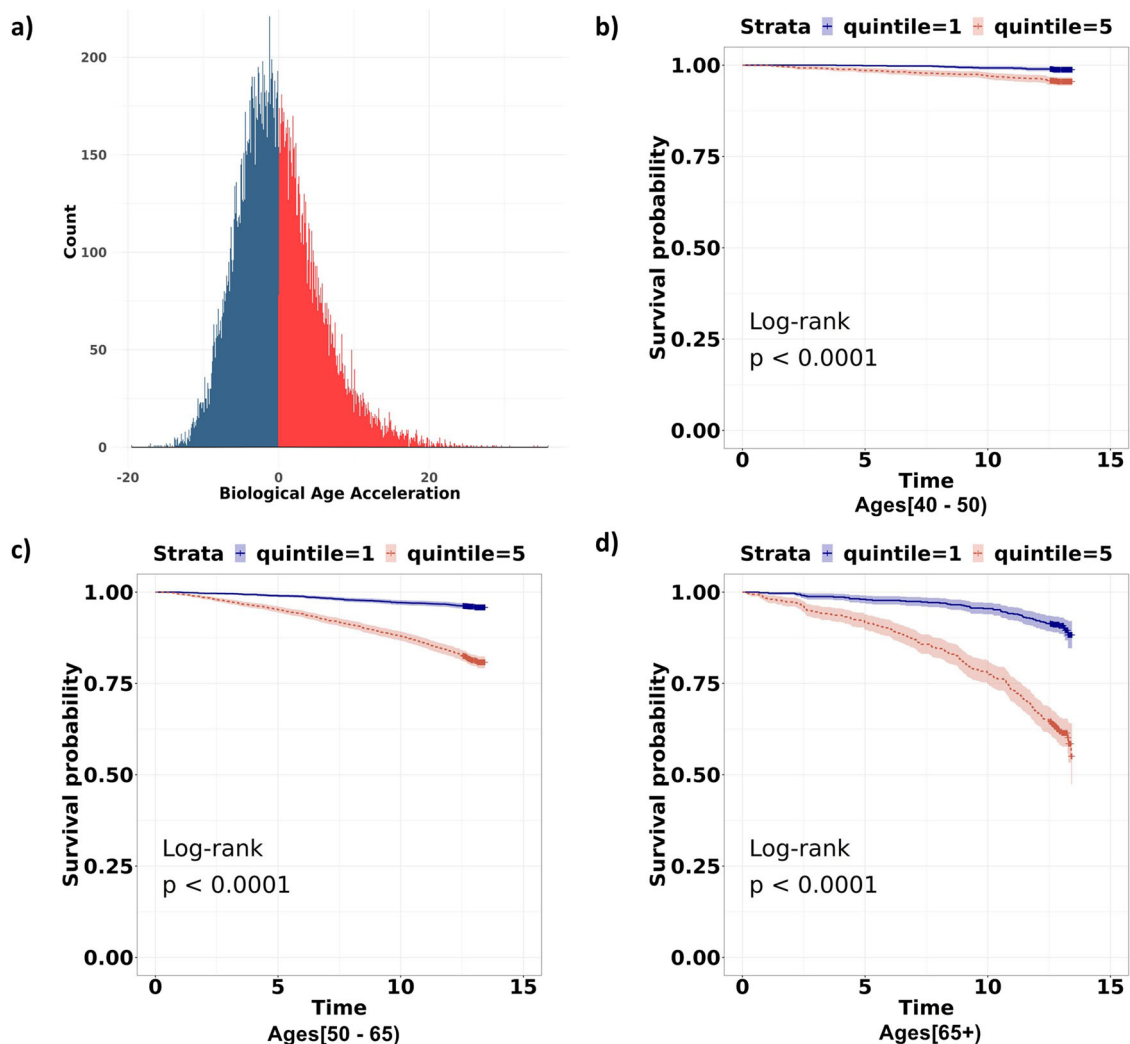 a)
200
150
100
50
0
Count
-20 0 20
Biological Age Acceleration
b)
Strata quintile=1 quintile=5
1.00
0.75
0.50
0.25
0.00
Survival probability
Log-rank
p < 0.0001
0 5 10 15
Time
Ages[40 - 50)
c)
Strata quintile=1 quintile=5
1.00
0.75
0.50
0.25
0.00
Survival probability
Log-rank
p < 0.0001
0 5 10 15
Time
Ages[50 - 65)
d)
Strata quintile=1 quintile=5
1.00
0.75
0.50
0.25
0.00
Survival probability
Log-rank
p < 0.0001
0 5 10 15
Time
Ages[65+)